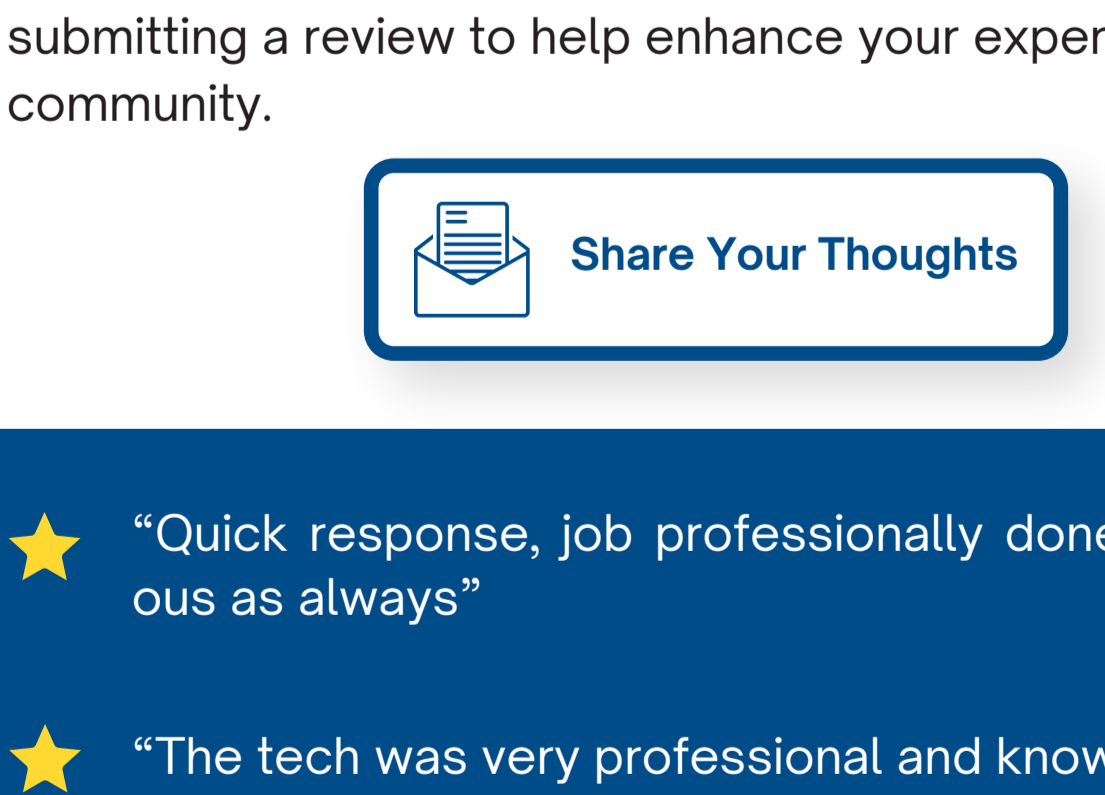 submitting a review to help enhance your exper
community.
Share Your Thoughts
“Quick response, job professionally done
ous as always”
“The tech was very professional and know